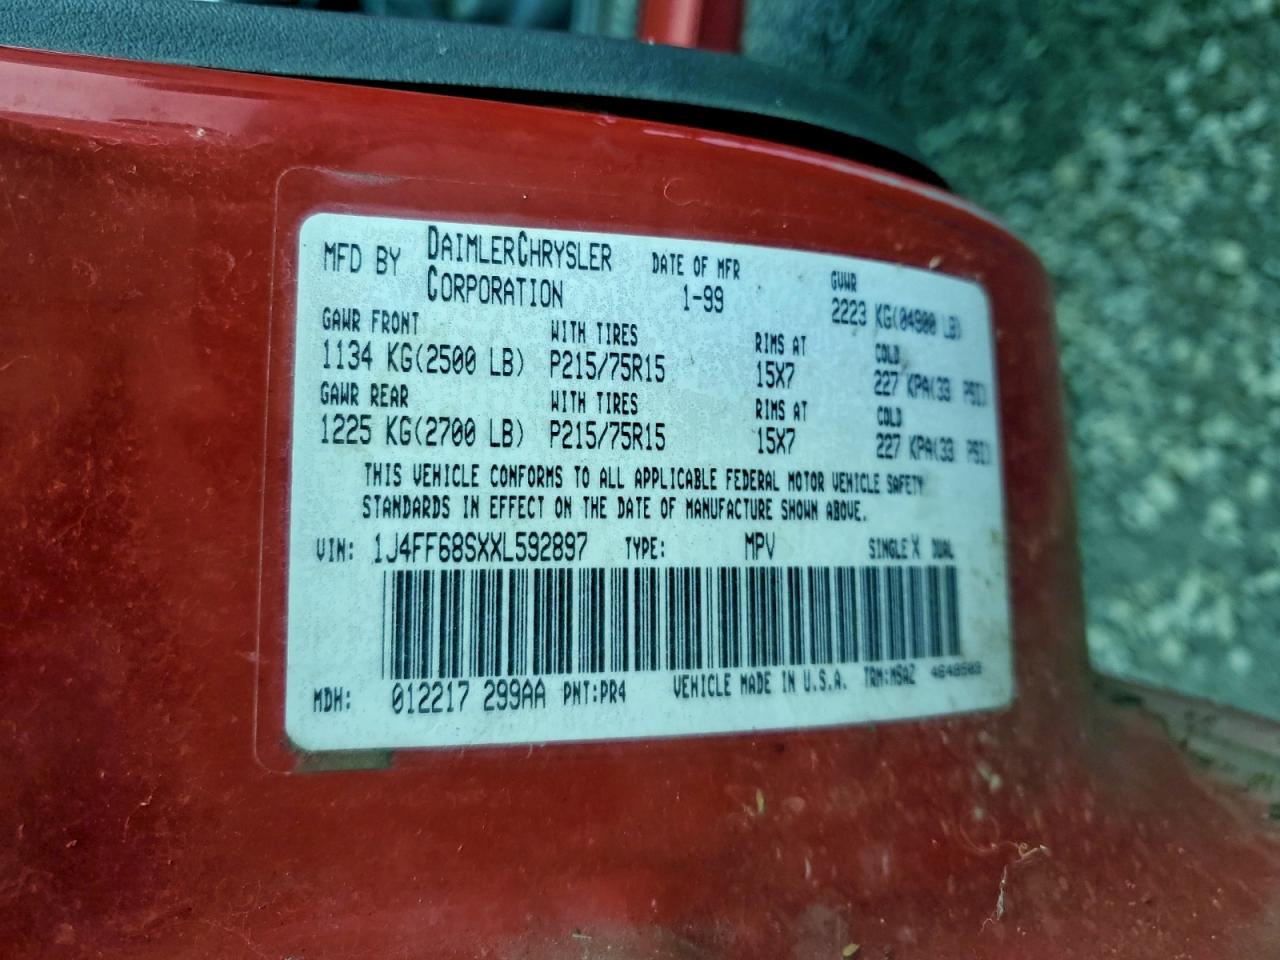 MFD BY DAIMLERCHRYSLER CORPORATION DATE OF MFR 1-99 GVWR 2223 KG(04900 LB)
GAWR FRONT WITH TIRES RIMS AT COLD
1134 KG(2500 LB) P215/75R15 15X7 227 KPA(33 PSI)
GAWR REAR WITH TIRES RIMS AT COLD
1225 KG(2700 LB) P215/75R15 15X7 227 KPA(33 PSI)
THIS VEHICLE CONFORMS TO ALL APPLICABLE FEDERAL MOTOR VEHICLE SAFETY
STANDARDS IN EFFECT ON THE DATE OF MANUFACTURE SHOWN ABOVE.
VIN: 1J4FF68SXXL592897 TYPE: MPV SINGLE X DUAL
MDH: 012217 299AA PNT:PR4 VEHICLE MADE IN U.S.A. TRM:MSAZ